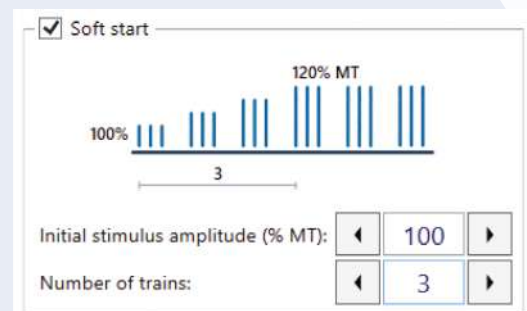 Soft start
120% MT
100%
3
Initial stimulus amplitude (% MT): 100
Number of trains: 3